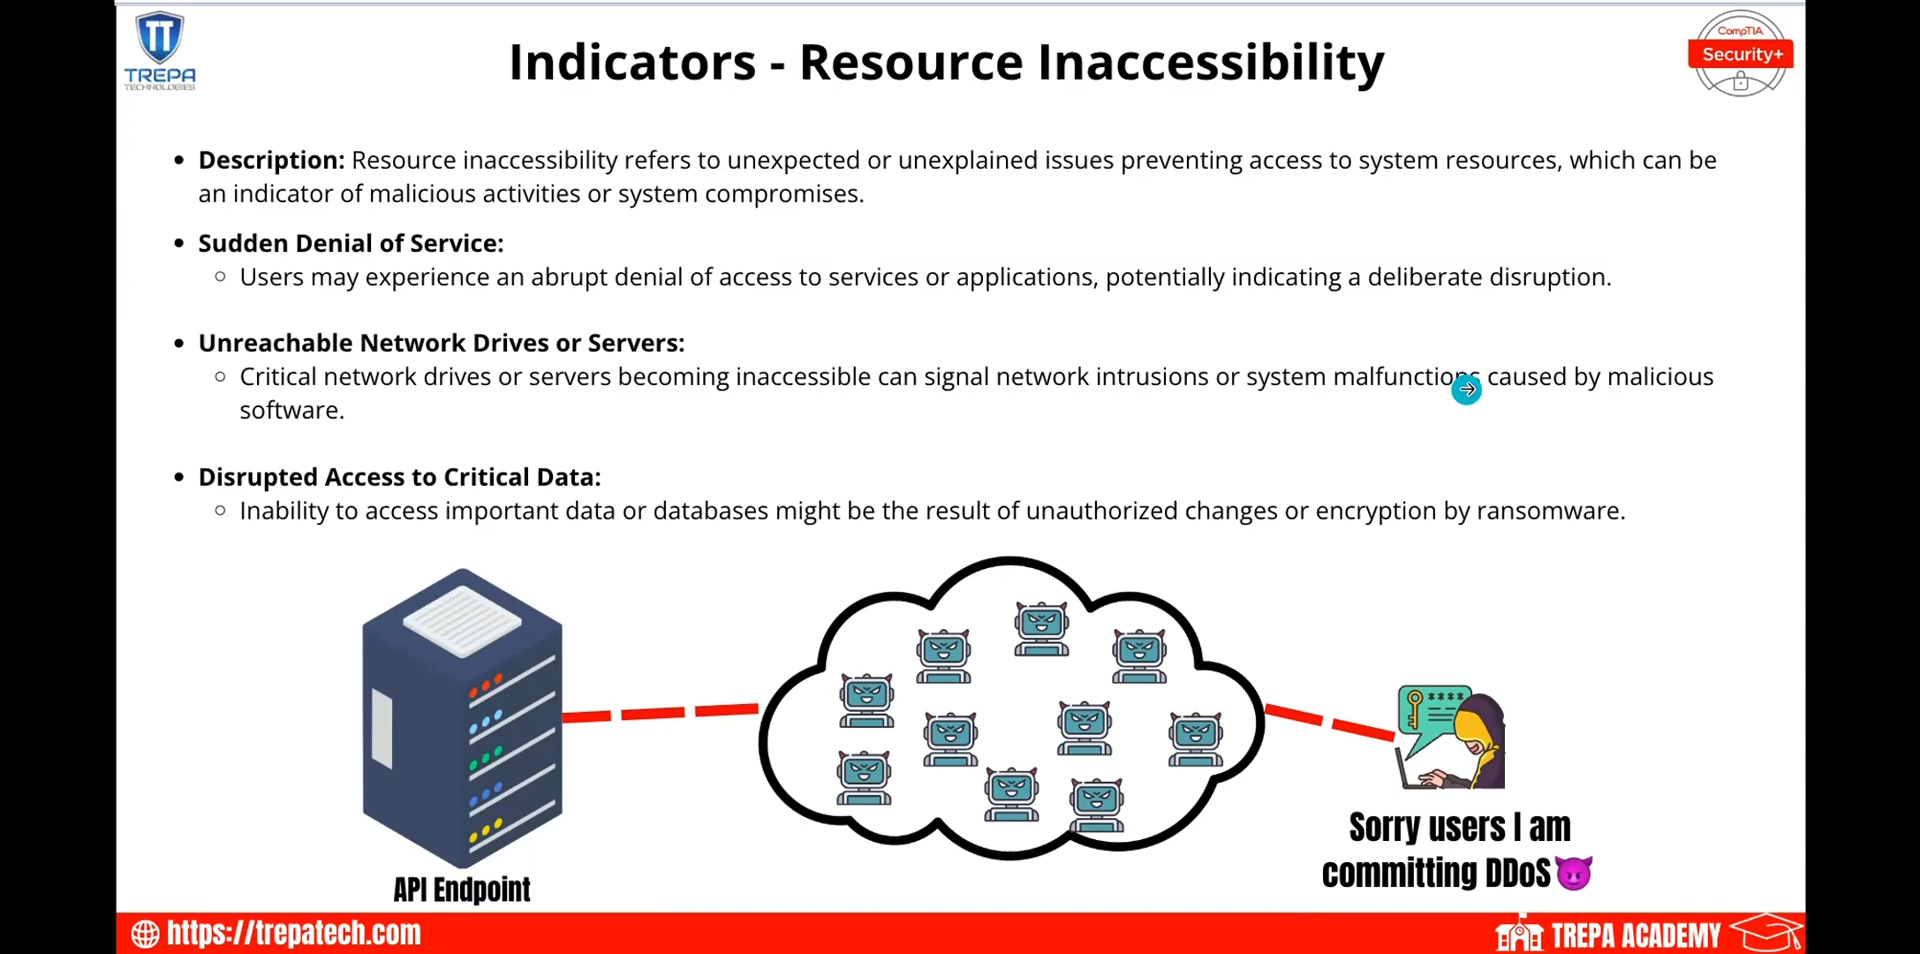 TREPA
TECHNOLOGIES
Indicators - Resource Inaccessibility
CompTIA
Security+
• Description: Resource inaccessibility refers to unexpected or unexplained issues preventing access to system resources, which can be
an indicator of malicious activities or system compromises.
• Sudden Denial of Service:
○ Users may experience an abrupt denial of access to services or applications, potentially indicating a deliberate disruption.
• Unreachable Network Drives or Servers:
○ Critical network drives or servers becoming inaccessible can signal network intrusions or system malfunctions caused by malicious
software.
• Disrupted Access to Critical Data:
○ Inability to access important data or databases might be the result of unauthorized changes or encryption by ransomware.
****
API Endpoint
Sorry users I am
committing DDoS😈
https://trepatech.com
TREPA ACADEMY